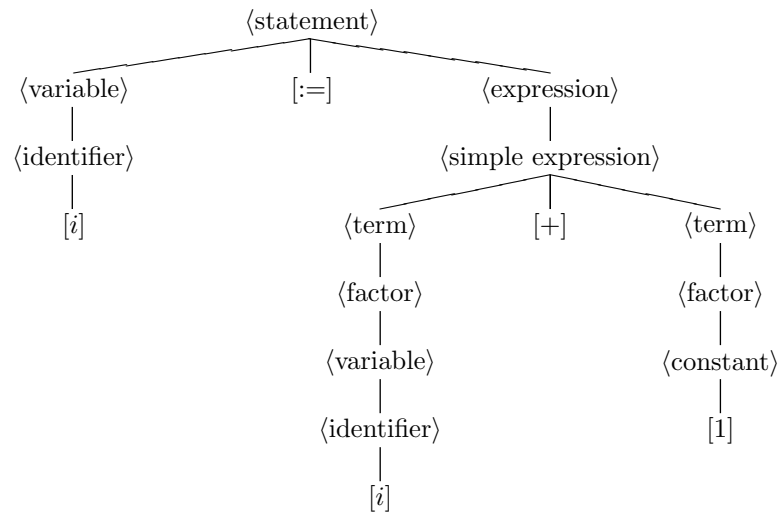 ⟨statement⟩
⟨variable⟩ [:=] ⟨expression⟩
⟨identifier⟩ ⟨simple expression⟩
[i] ⟨term⟩ [+] ⟨term⟩
⟨factor⟩ ⟨factor⟩
⟨variable⟩ ⟨constant⟩
⟨identifier⟩ [1]
[i]